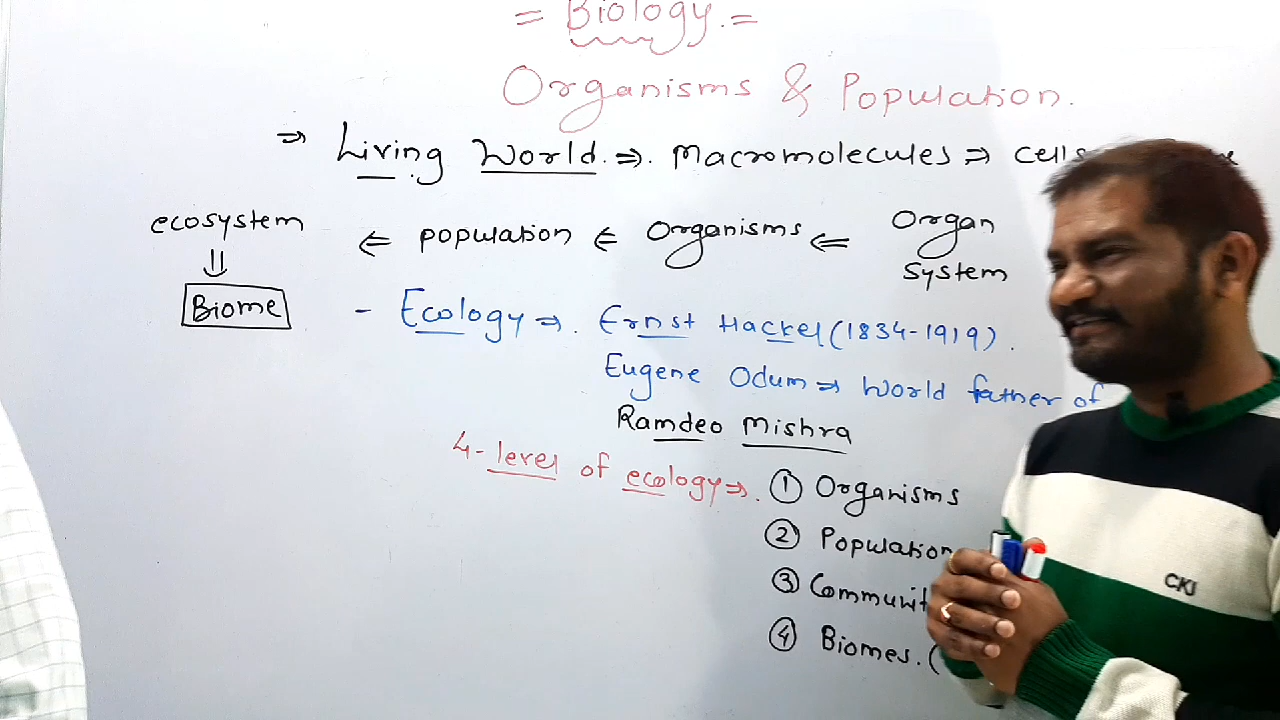 = Biology. =
Organisms & Population.
⇒ Living World. ⇒. Macromolecules ⇒ cells
ecosystem ⇐ population ⇐ Organisms ⇐ Organ System
⇓
Biome
- Ecology ⇒. Ernst Hackel (1834-1919).
Eugene Odum ⇒ World father of
Ramdeo Mishra
4-level of ecology ⇒. ① Organisms
② Population
③ Communit
④ Biomes. (
CKJ